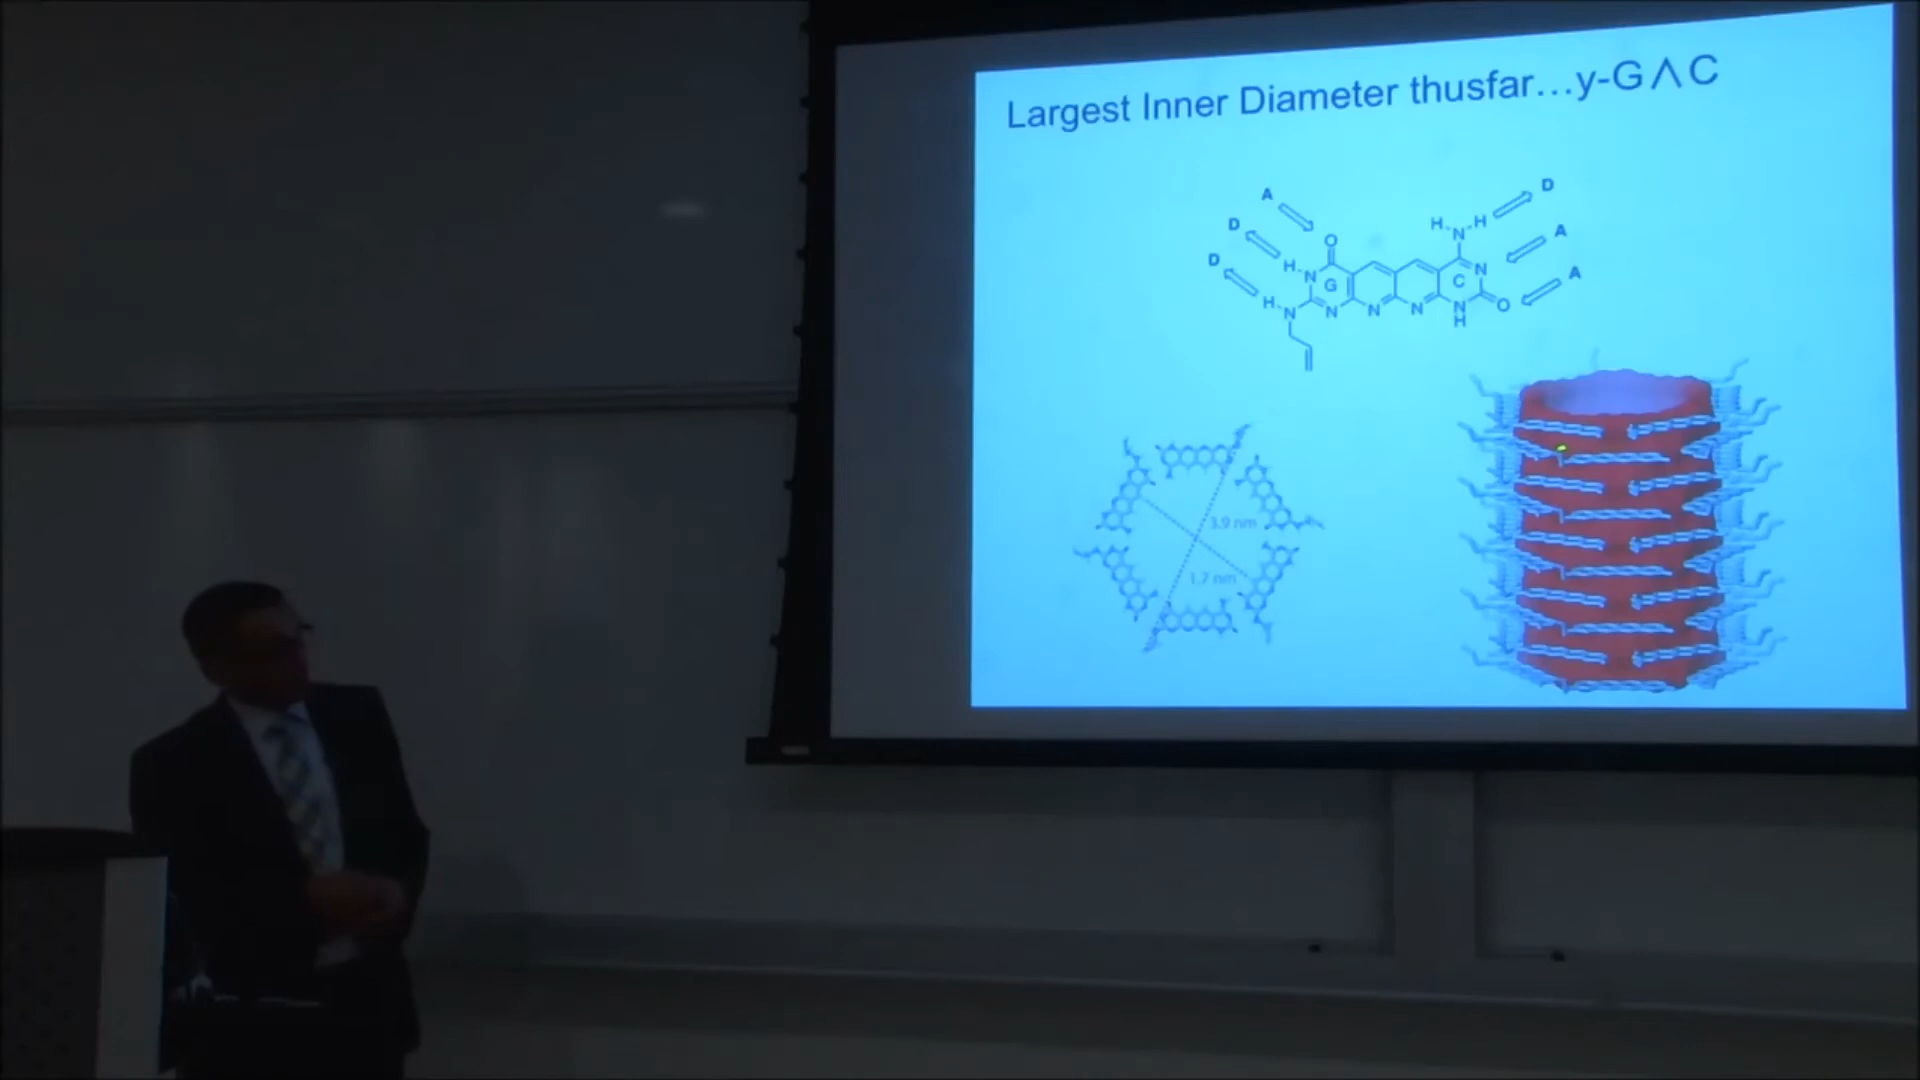 Largest Inner Diameter thusfar...y-G∧C
A
D
D
D
A
A
H
N
H
O
H
N
G
H
N
N
N
N
C
N
N
H
O
3.9 nm
1.7 nm